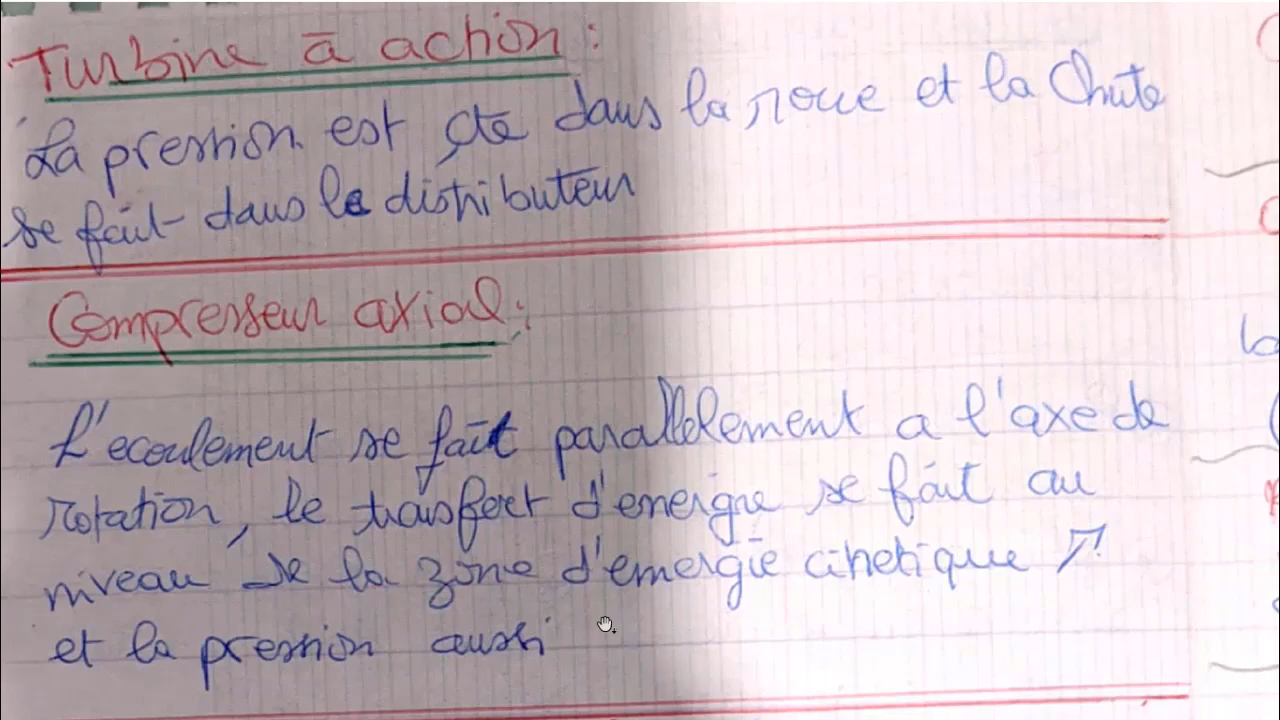 Turbine à action :
La pression est cte dans la roue et la chute
se fait dans le distributeur
Compresseur axial :
L'ecoulement se fait parallelement a l'axe de
rotation, le transfert d'energie se fait au
niveau de la zone d'energie cinetique ↗
et la pression aussi